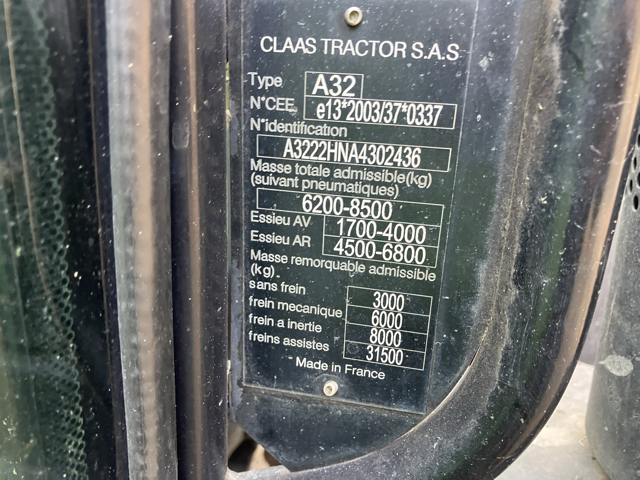 CLAAS TRACTOR S.A.S
Type A32
N°CEE e13*2003/37*0337
N°identification
A3222HNA4302436
Masse totale admissible(kg)
(suivant pneumatiques)
6200-8500
Essieu AV 1700-4000
Essieu AR 4500-6800
Masse remorquable admissible
(kg)
sans frein 3000
frein mecanique 6000
frein a inertie 8000
freins assistes 31500
Made in France